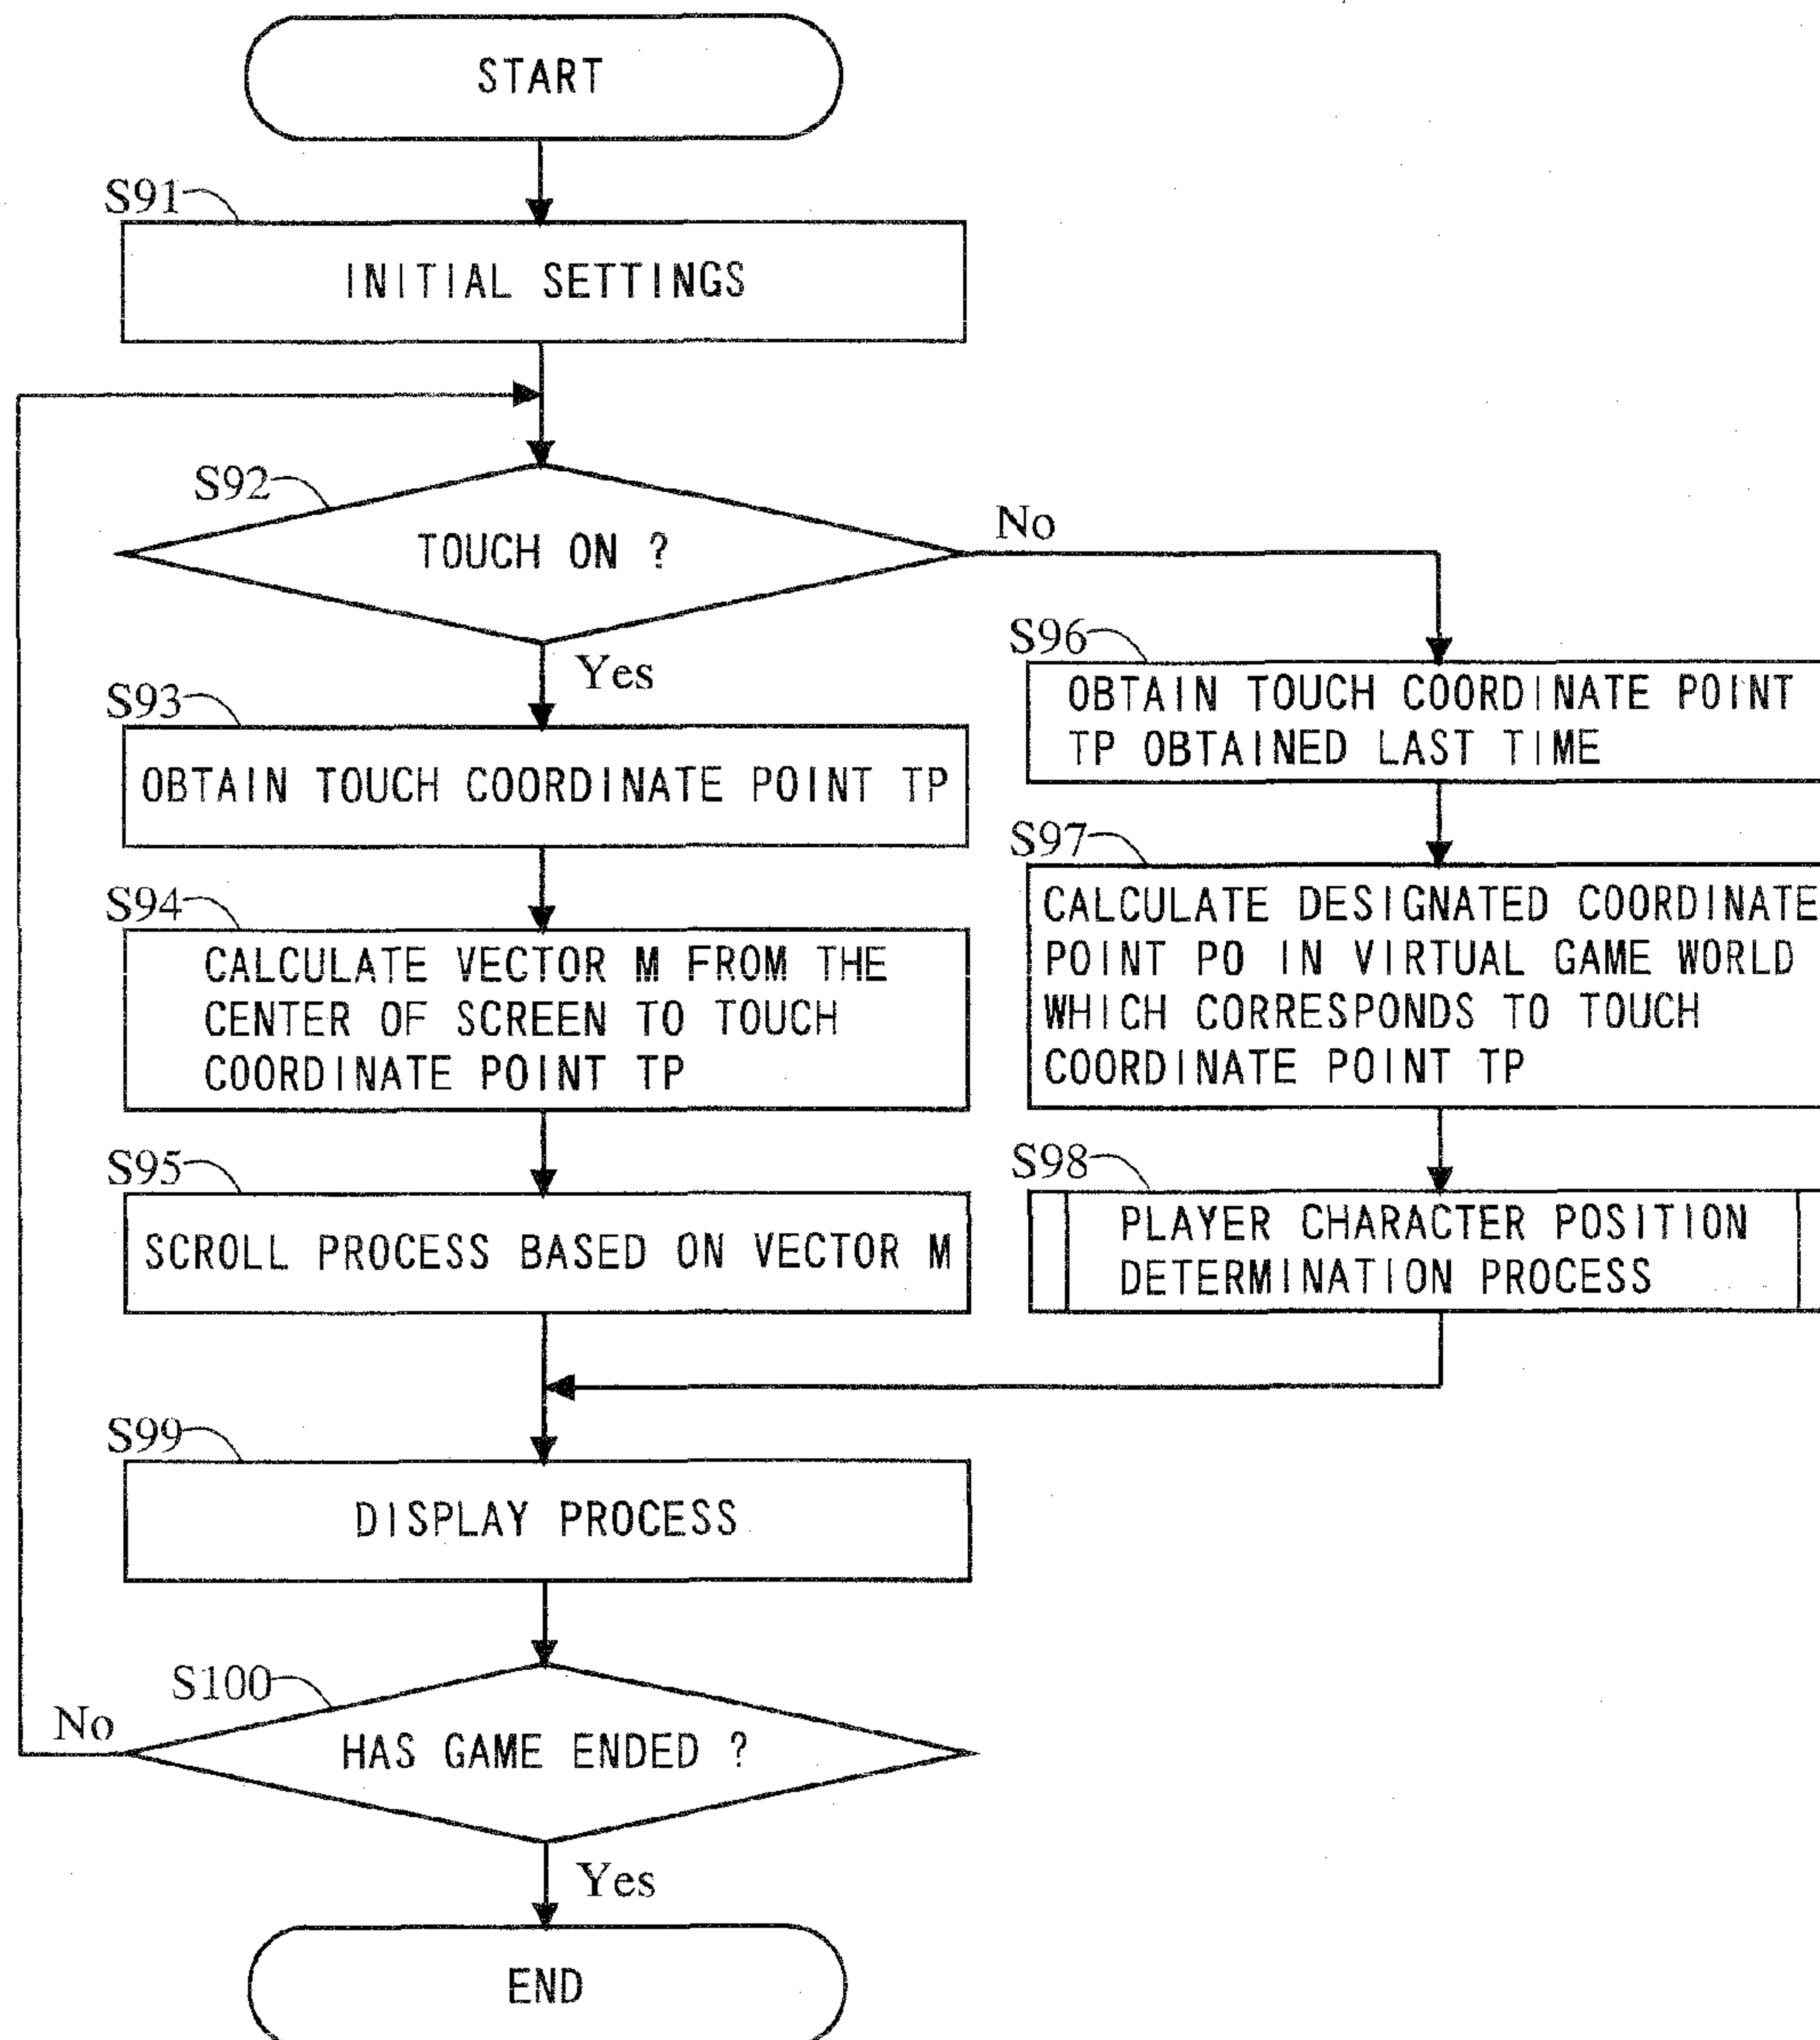 START
S91
INITIAL SETTINGS
S92
TOUCH ON ?
No
Yes
S93
OBTAIN TOUCH COORDINATE POINT TP
S94
CALCULATE VECTOR M FROM THE
CENTER OF SCREEN TO TOUCH
COORDINATE POINT TP
S95
SCROLL PROCESS BASED ON VECTOR M
S96
OBTAIN TOUCH COORDINATE POINT
TP OBTAINED LAST TIME
S97
CALCULATE DESIGNATED COORDINATE
POINT PO IN VIRTUAL GAME WORLD
WHICH CORRESPONDS TO TOUCH
COORDINATE POINT TP
S98
PLAYER CHARACTER POSITION
DETERMINATION PROCESS
S99
DISPLAY PROCESS
S100
HAS GAME ENDED ?
No
Yes
END